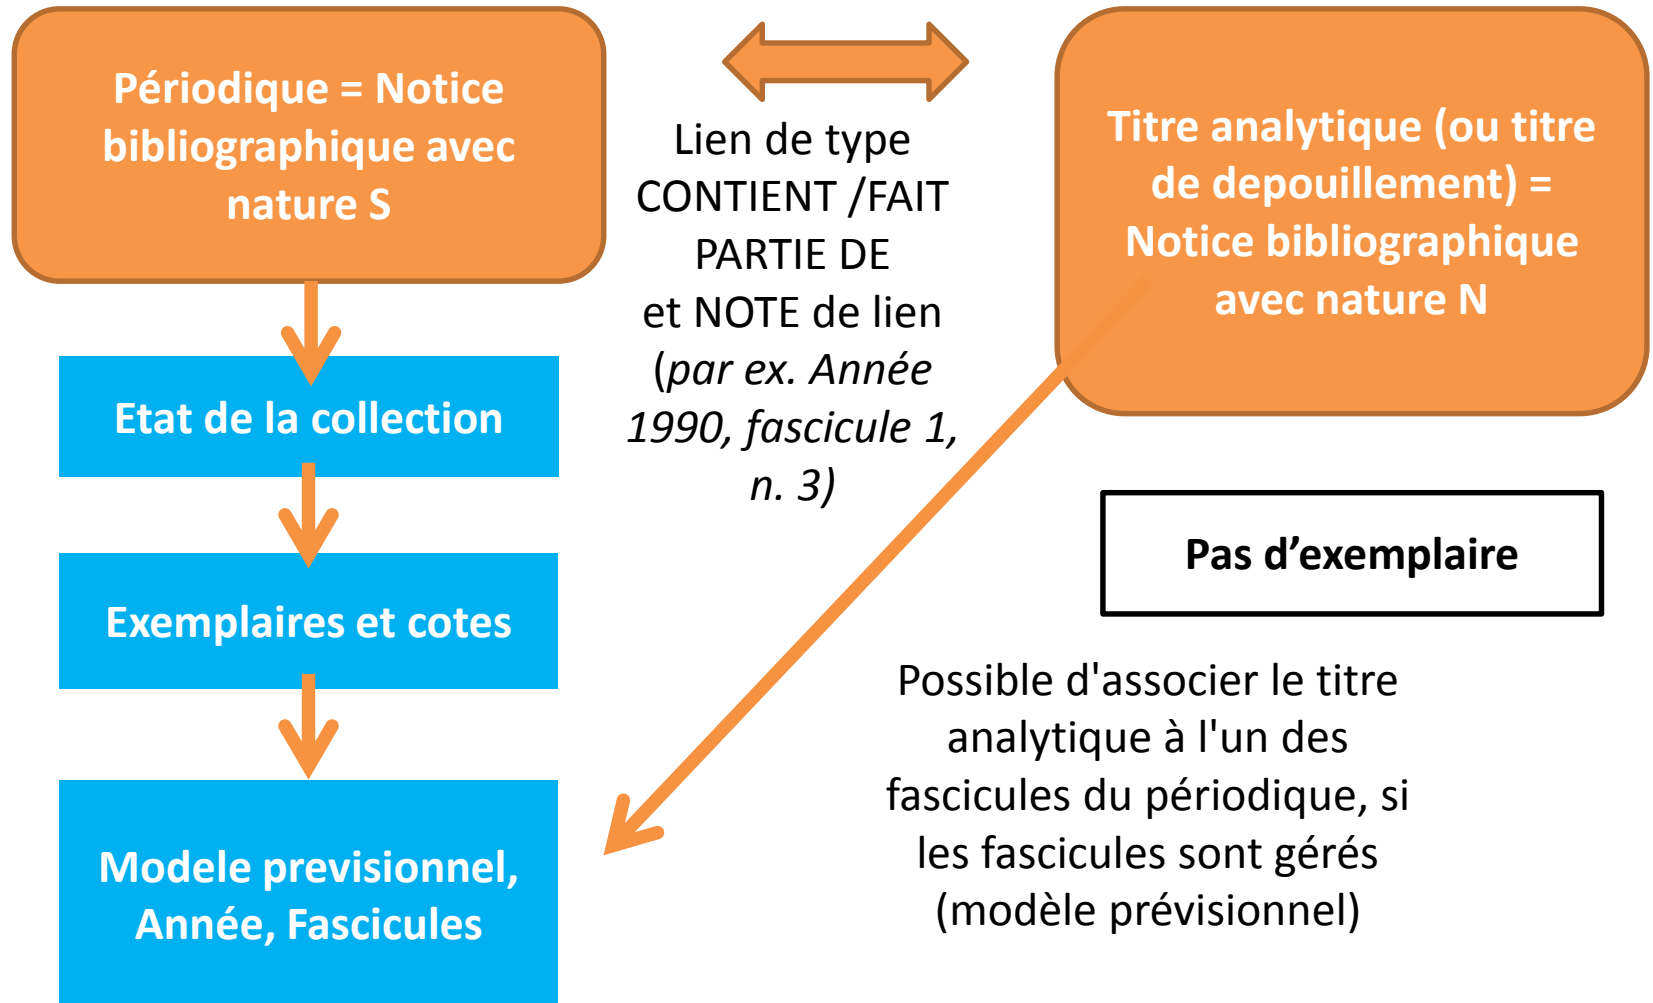 Périodique = Notice
bibliographique avec
nature S
Lien de type
CONTIENT /FAIT
PARTIE DE
et NOTE de lien
(par ex. Année
1990, fascicule 1,
n. 3)
Titre analytique (ou titre
de depouillement) =
Notice bibliographique
avec nature N
Etat de la collection
Exemplaires et cotes
Modele previsionnel,
Année, Fascicules
Pas d’exemplaire
Possible d'associer le titre
analytique à l'un des
fascicules du périodique, si
les fascicules sont gérés
(modèle prévisionnel)